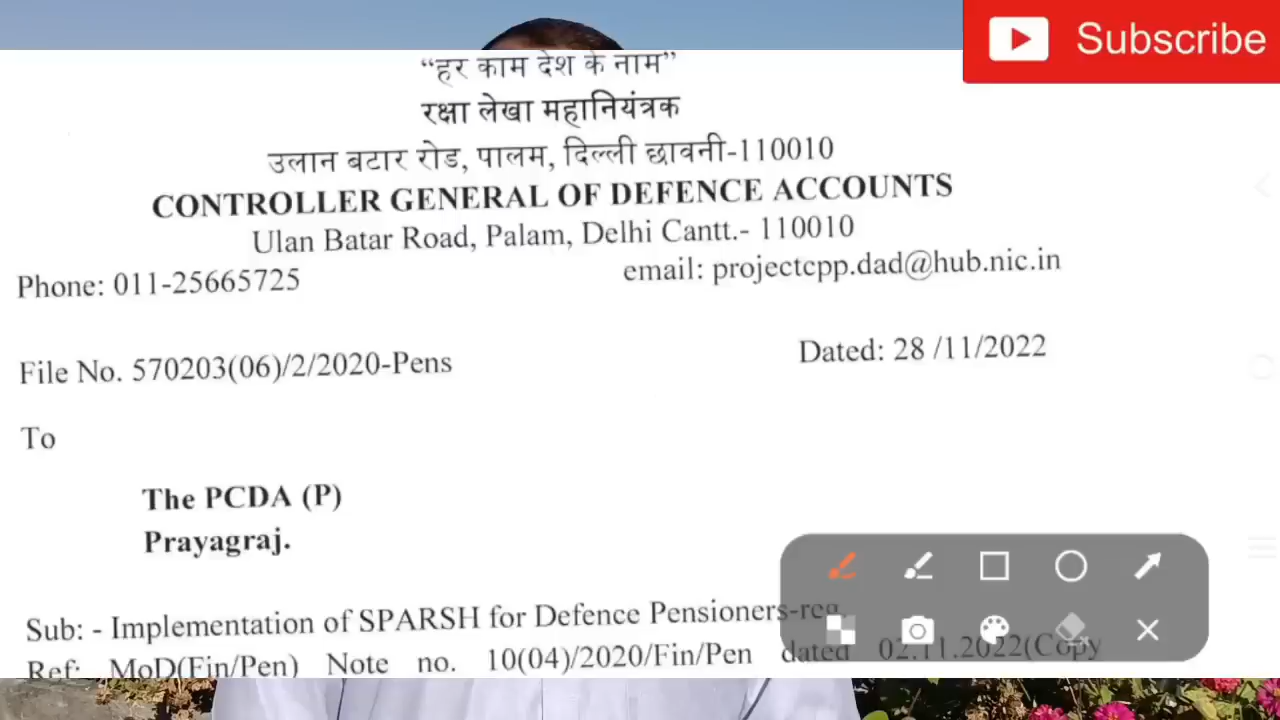 Subscribe
“हर काम देश के नाम”
रक्षा लेखा महानियंत्रक
उलान बटार रोड, पालम, दिल्ली छावनी-110010
CONTROLLER GENERAL OF DEFENCE ACCOUNTS
Ulan Batar Road, Palam, Delhi Cantt.- 110010
Phone: 011-25665725 email: projectcpp.dad@hub.nic.in
File No. 570203(06)/2/2020-Pens Dated: 28 /11/2022
To
The PCDA (P)
Prayagraj.
Sub: - Implementation of SPARSH for Defence Pensioners-reg.
Ref: MoD(Fin/Pen) Note no. 10(04)/2020/Fin/Pen dated 02.11.2022(Copy